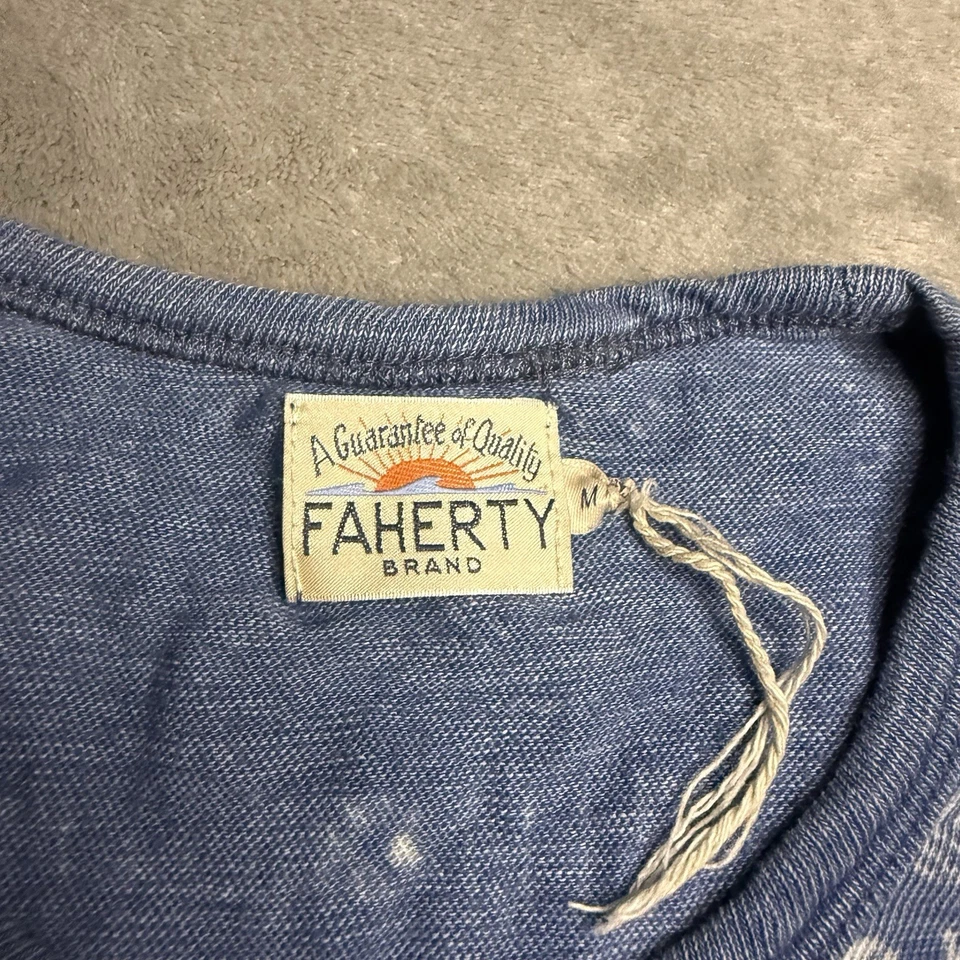 A Guarantee of Quality
FAHERTY
BRAND
M